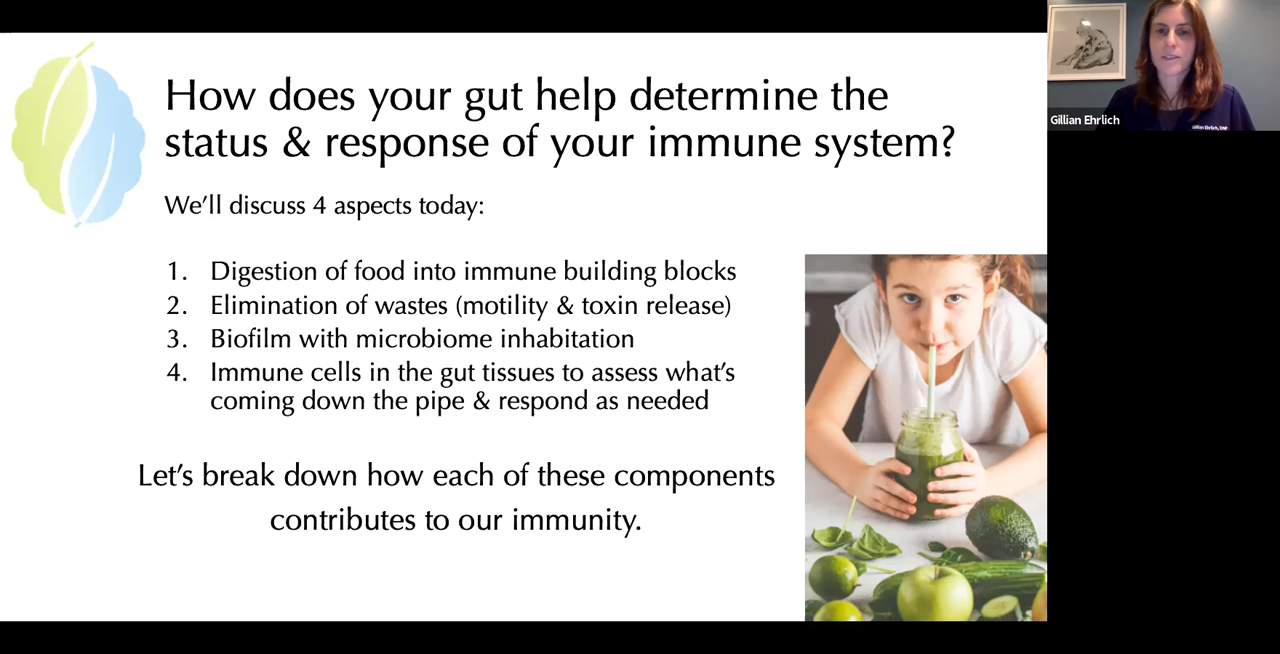 How does your gut help determine the
status & response of your immune system?
We’ll discuss 4 aspects today:
1. Digestion of food into immune building blocks
2. Elimination of wastes (motility & toxin release)
3. Biofilm with microbiome inhabitation
4. Immune cells in the gut tissues to assess what’s
coming down the pipe & respond as needed
Let’s break down how each of these components
contributes to our immunity.
Gillian Ehrlich
Gillian Ehrlich, DNP